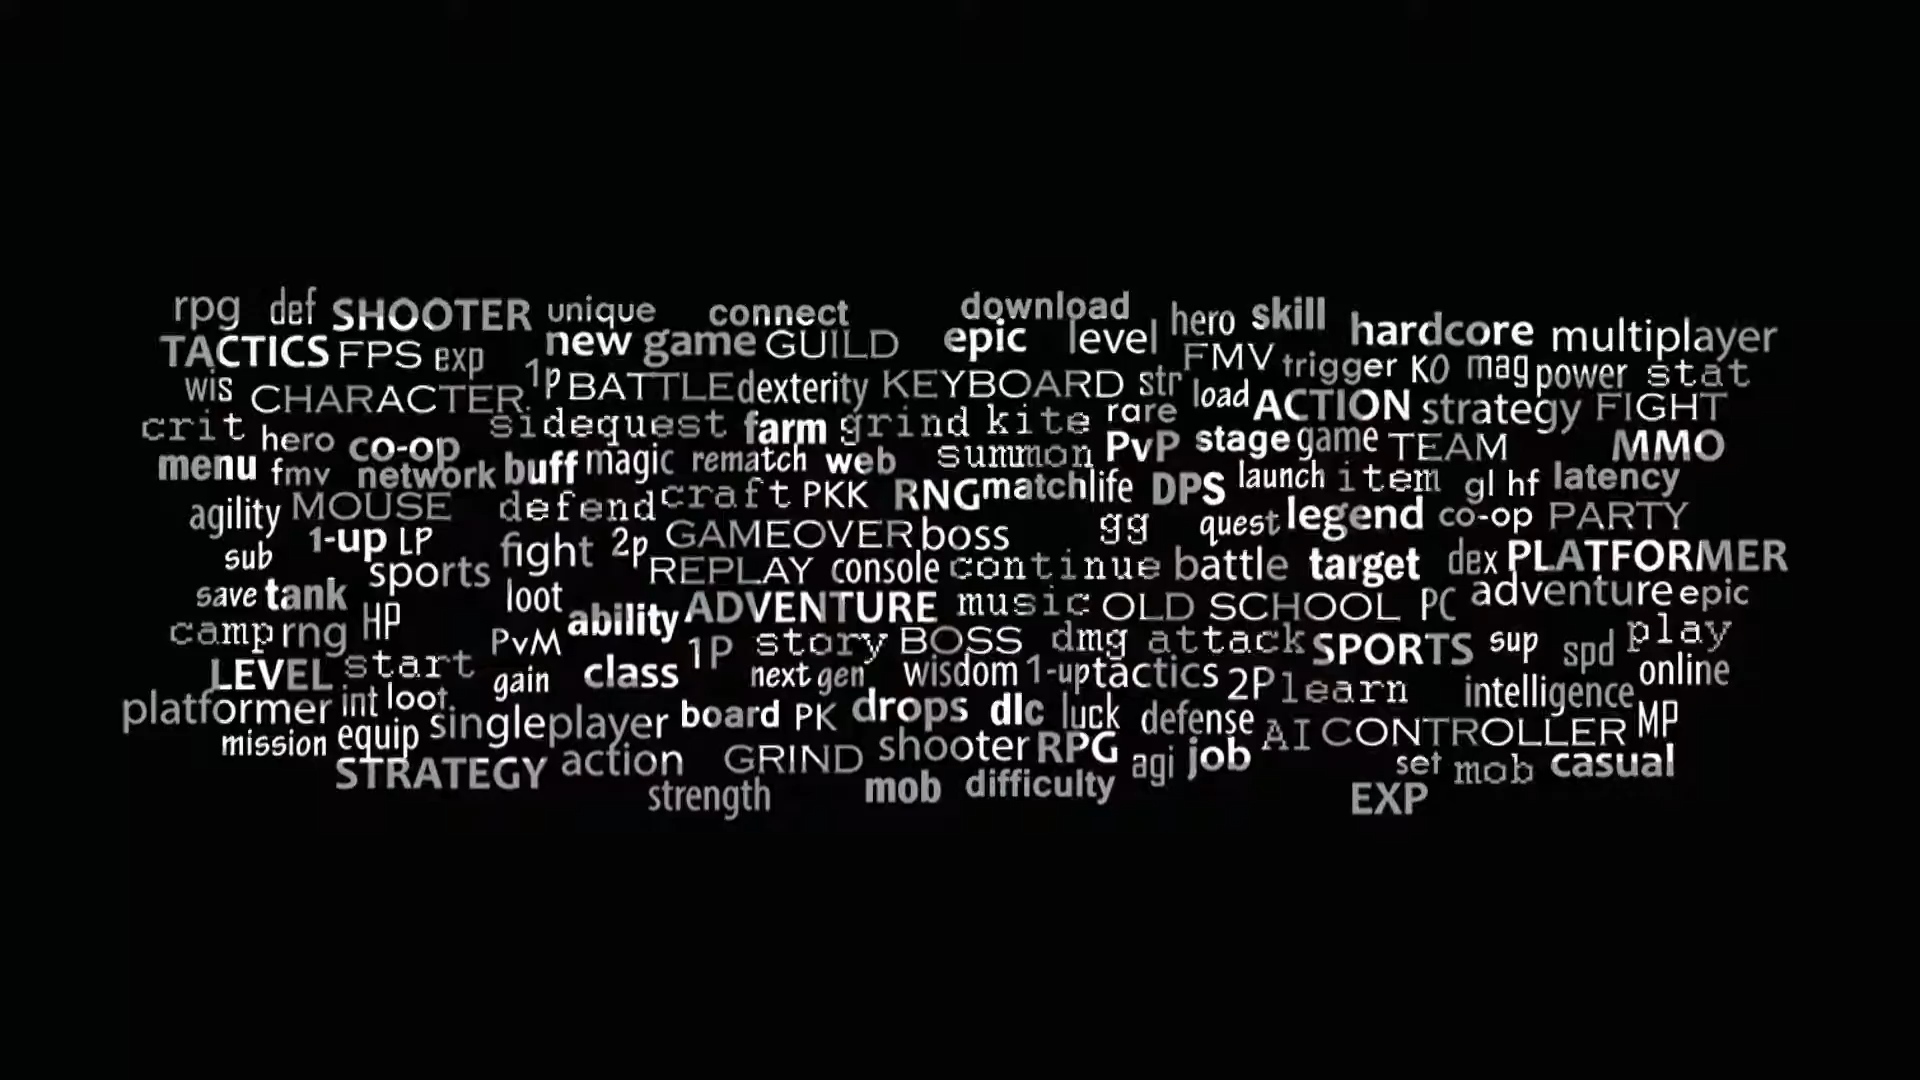 rpg def SHOOTER unique connect download hero skill hardcore multiplayer
TACTICS FPS exp new game GUILD epic level FMV trigger KO mag power stat
wis CHARACTER 1p BATTLE dexterity KEYBOARD str load ACTION strategy FIGHT
crit hero co-op sidequest farm grind kite rare PvP stage game TEAM MMO
menu fmv network buff magic rematch web summon match life DPS launch item gl hf latency
agility MOUSE defend craft PKK RNG gg quest legend co-op PARTY
sub 1-up LP sports fight 2p GAMEOVER boss battle target dex PLATFORMER
save tank HP loot REPLAY console continue adventure epic
camp rng PvM ability ADVENTURE music OLD SCHOOL PC play
LEVEL start gain class 1P story BOSS dmg attack SPORTS sup spd online
platformer int loot next gen wisdom 1-up tactics 2P learn intelligence
mission equip singleplayer board PK drops dlc luck defense AI CONTROLLER MP
STRATEGY action GRIND shooter RPG agi job set mob casual
strength mob difficulty EXP